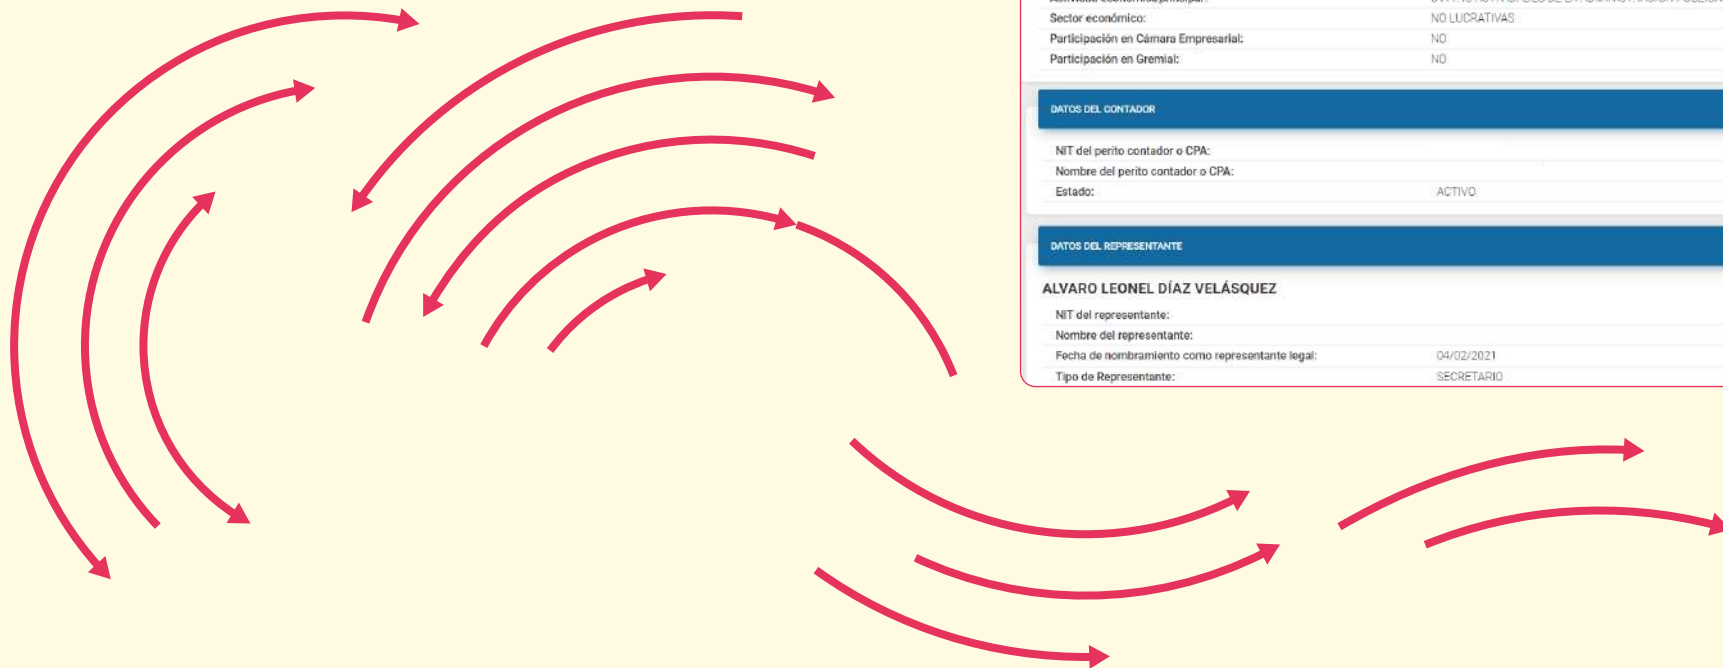 Sector económico: NO LUCRATIVAS
Participación en Cámara Empresarial: NO
Participación en Gremial: NO
DATOS DEL CONTADOR
NIT del perito contador o CPA:
Nombre del perito contador o CPA:
Estado: ACTIVO
DATOS DEL REPRESENTANTE
ALVARO LEONEL DÍAZ VELÁSQUEZ
NIT del representante:
Nombre del representante:
Fecha de nombramiento como representante legal: 04/02/2021
Tipo de Representante: SECRETARIO